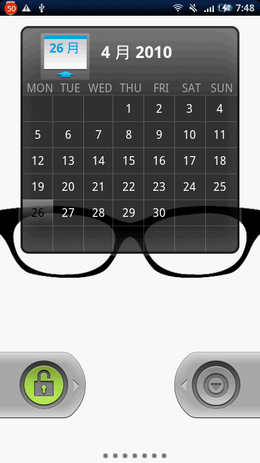 50 7:48
26 月
4 月 2010
MON TUE WED THU FRI SAT SUN
1 2 3 4
5 6 7 8 9 10 11
12 13 14 15 16 17 18
19 20 21 22 23 24 25
26 27 28 29 30